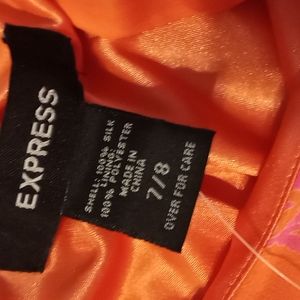 EXPRESS
SHELL: 100% SILK
LINING:
100% POLYESTER
MADE IN
CHINA
7/8
OVER FOR CARE